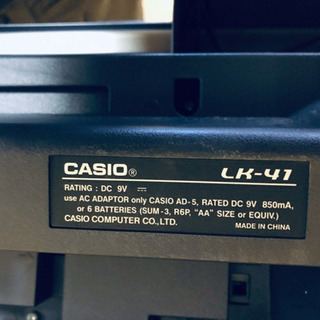 CASIO® LK-41
RATING : DC 9V ⎓
use AC ADAPTOR only CASIO AD-5, RATED DC 9V 850mA,
or 6 BATTERIES (SUM-3, R6P, "AA" SIZE or EQUIV.)
CASIO COMPUTER CO.,LTD. MADE IN CHINA